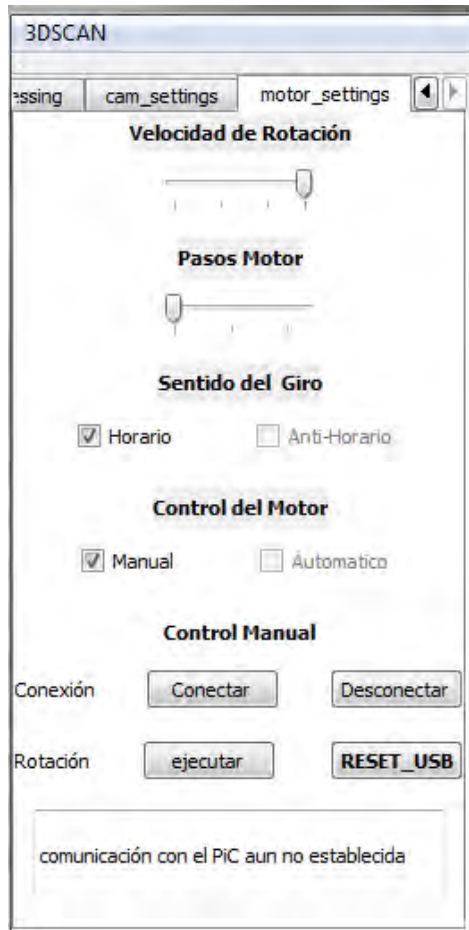 3DSCAN
essing cam_settings motor_settings
Velocidad de Rotación
Pasos Motor
Sentido del Giro
Horario Anti-Horario
Control del Motor
Manual Automatico
Control Manual
Conexión Conectar Desconectar
Rotación ejecutar RESET_USB
comunicación con el PiC aun no establecida